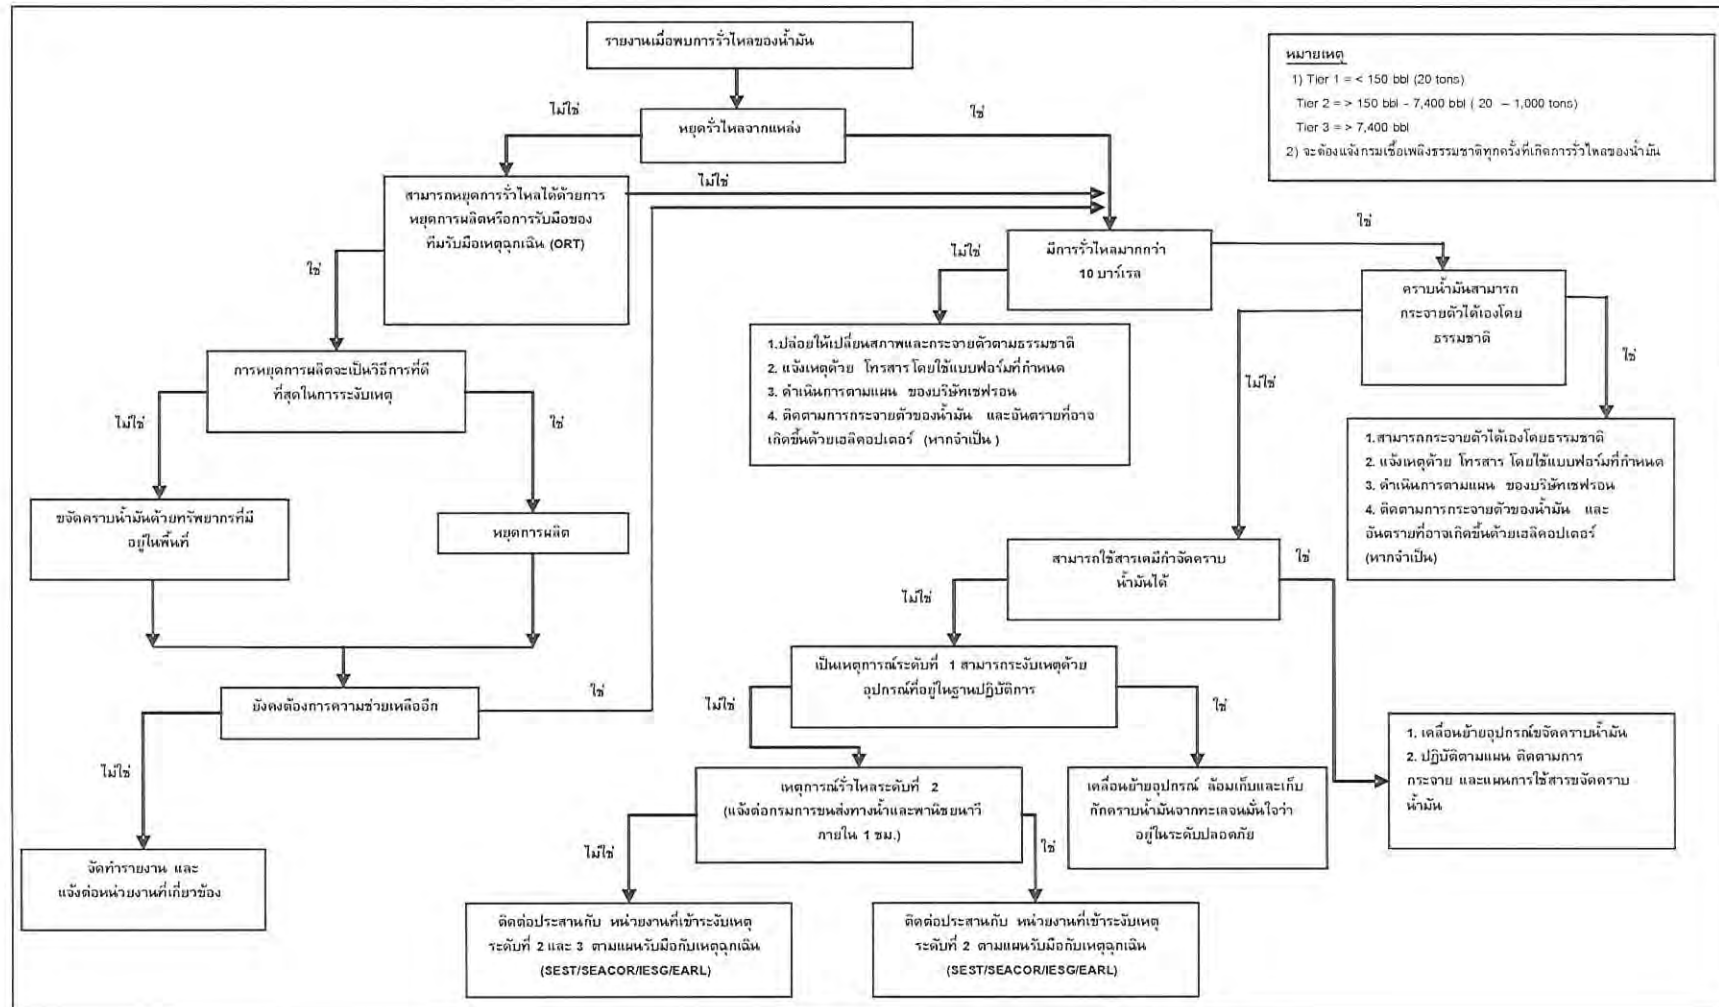 รายงานเมื่อพบการรั่วไหลของน้ำมัน
หมายเหตุ
1) Tier 1 = < 150 bbl (20 tons)
Tier 2 = > 150 bbl - 7,400 bbl ( 20 – 1,000 tons)
Tier 3 = > 7,400 bbl
2) จะต้องแจ้งกรมเชื้อเพลิงธรรมชาติทุกครั้งที่เกิดการรั่วไหลของน้ำมัน
ไม่ใช่
ใช่
หยุดรั่วไหลจากแหล่ง
สามารถหยุดการรั่วไหลได้ด้วยการ
หยุดการผลิตหรือการรับมือของ
ทีมรับมือเหตุฉุกเฉิน (ORT)
ไม่ใช่
ใช่
มีการรั่วไหลมากกว่า
10 บาร์เรล
ไม่ใช่
ใช่
คราบน้ำมันสามารถ
กระจายตัวได้เองโดย
ธรรมชาติ
ไม่ใช่
ใช่
1.ปล่อยให้เปลี่ยนสภาพและกระจายตัวตามธรรมชาติ
2. แจ้งเหตุด้วย โทรสาร โดยใช้แบบฟอร์มที่กำหนด
3. ดำเนินการตามแผน ของบริษัทเชฟรอน
4. ติดตามการกระจายตัวของน้ำมัน และอันตรายที่อาจ
เกิดขึ้นด้วยเฮลิคอปเตอร์ (หากจำเป็น )
การหยุดการผลิตจะเป็นวิธีการที่ดี
ที่สุดในการระงับเหตุ
ไม่ใช่
ใช่
1.สามารถกระจายตัวได้เองโดยธรรมชาติ
2. แจ้งเหตุด้วย โทรสาร โดยใช้แบบฟอร์มที่กำหนด
3. ดำเนินการตามแผน ของบริษัทเชฟรอน
4. ติดตามการกระจายตัวของน้ำมัน และ
อันตรายที่อาจเกิดขึ้นด้วยเฮลิคอปเตอร์
(หากจำเป็น)
ขจัดคราบน้ำมันด้วยทรัพยากรที่มี
อยู่ในพื้นที่
หยุดการผลิต
สามารถใช้สารเคมีกำจัดคราบ
น้ำมันได้
ไม่ใช่
ใช่
เป็นเหตุการณ์ระดับที่ 1 สามารถระงับเหตุด้วย
อุปกรณ์ที่อยู่ในฐานปฏิบัติการ
ไม่ใช่
ใช่
ยังคงต้องการความช่วยเหลืออีก
ใช่
ไม่ใช่
1. เคลื่อนย้ายอุปกรณ์ขจัดคราบน้ำมัน
2. ปฏิบัติตามแผน ติดตามการ
กระจาย และแผนการใช้สารขจัดคราบ
น้ำมัน
เหตุการณ์รั่วไหลระดับที่ 2
(แจ้งต่อกรมการขนส่งทางน้ำและพานิชยนาวี
ภายใน 1 ชม.)
ไม่ใช่
ใช่
เคลื่อนย้ายอุปกรณ์ ล้อมเก็บและเก็บ
กักคราบน้ำมันจากทะเลจนมั่นใจว่า
อยู่ในระดับปลอดภัย
จัดทำรายงาน และ
แจ้งต่อหน่วยงานที่เกี่ยวข้อง
ติดต่อประสานกับ หน่วยงานที่เข้าระงับเหตุ
ระดับที่ 2 และ 3 ตามแผนรับมือกับเหตุฉุกเฉิน
(SEST/SEACOR/IESG/EARL)
ติดต่อประสานกับ หน่วยงานที่เข้าระงับเหตุ
ระดับที่ 2 ตามแผนรับมือกับเหตุฉุกเฉิน
(SEST/SEACOR/IESG/EARL)